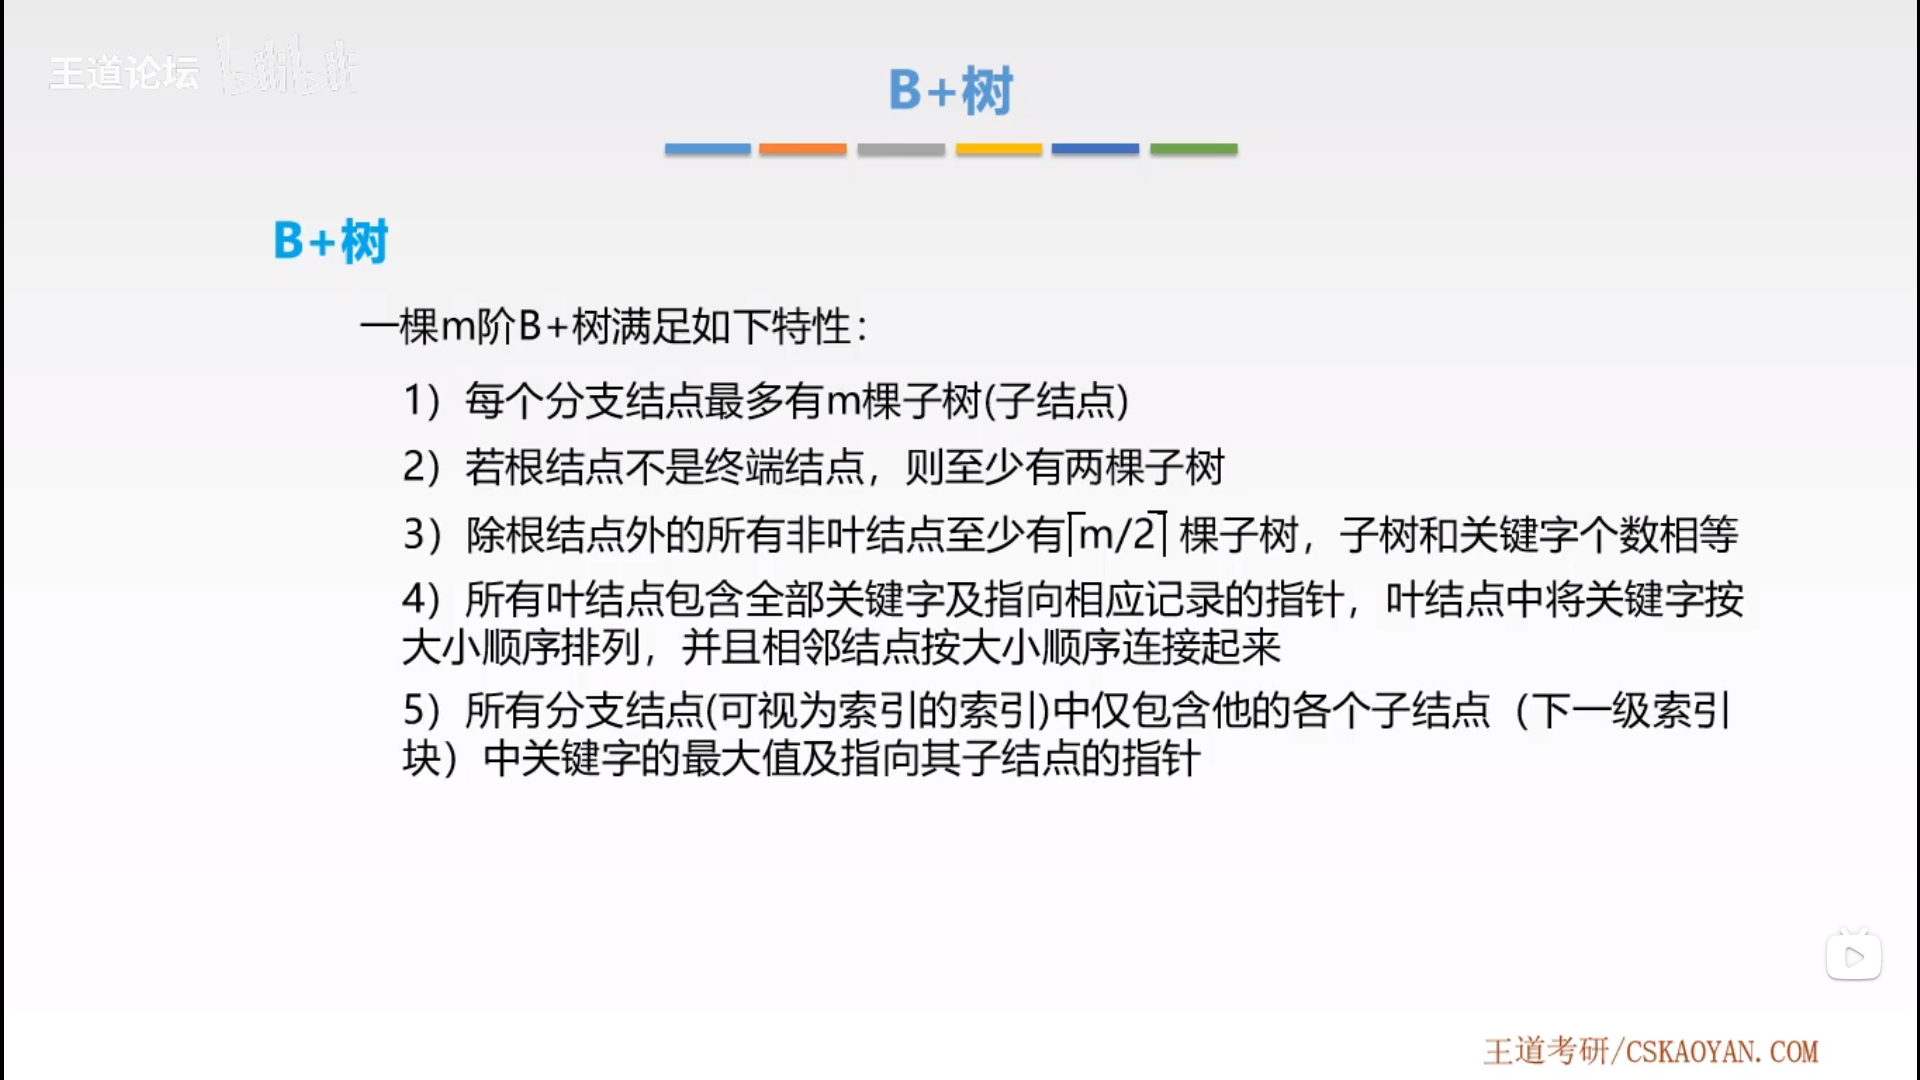 王道论坛 bilibili
B+树
B+树
一棵m阶B+树满足如下特性：
1）每个分支结点最多有m棵子树(子结点)
2）若根结点不是终端结点，则至少有两棵子树
3）除根结点外的所有非叶结点至少有⌈m/2⌉ 棵子树，子树和关键字个数相等
4）所有叶结点包含全部关键字及指向相应记录的指针，叶结点中将关键字按
大小顺序排列，并且相邻结点按大小顺序连接起来
5）所有分支结点(可视为索引的索引)中仅包含他的各个子结点（下一级索引
块）中关键字的最大值及指向其子结点的指针
王道考研/CSKAOYAN.COM